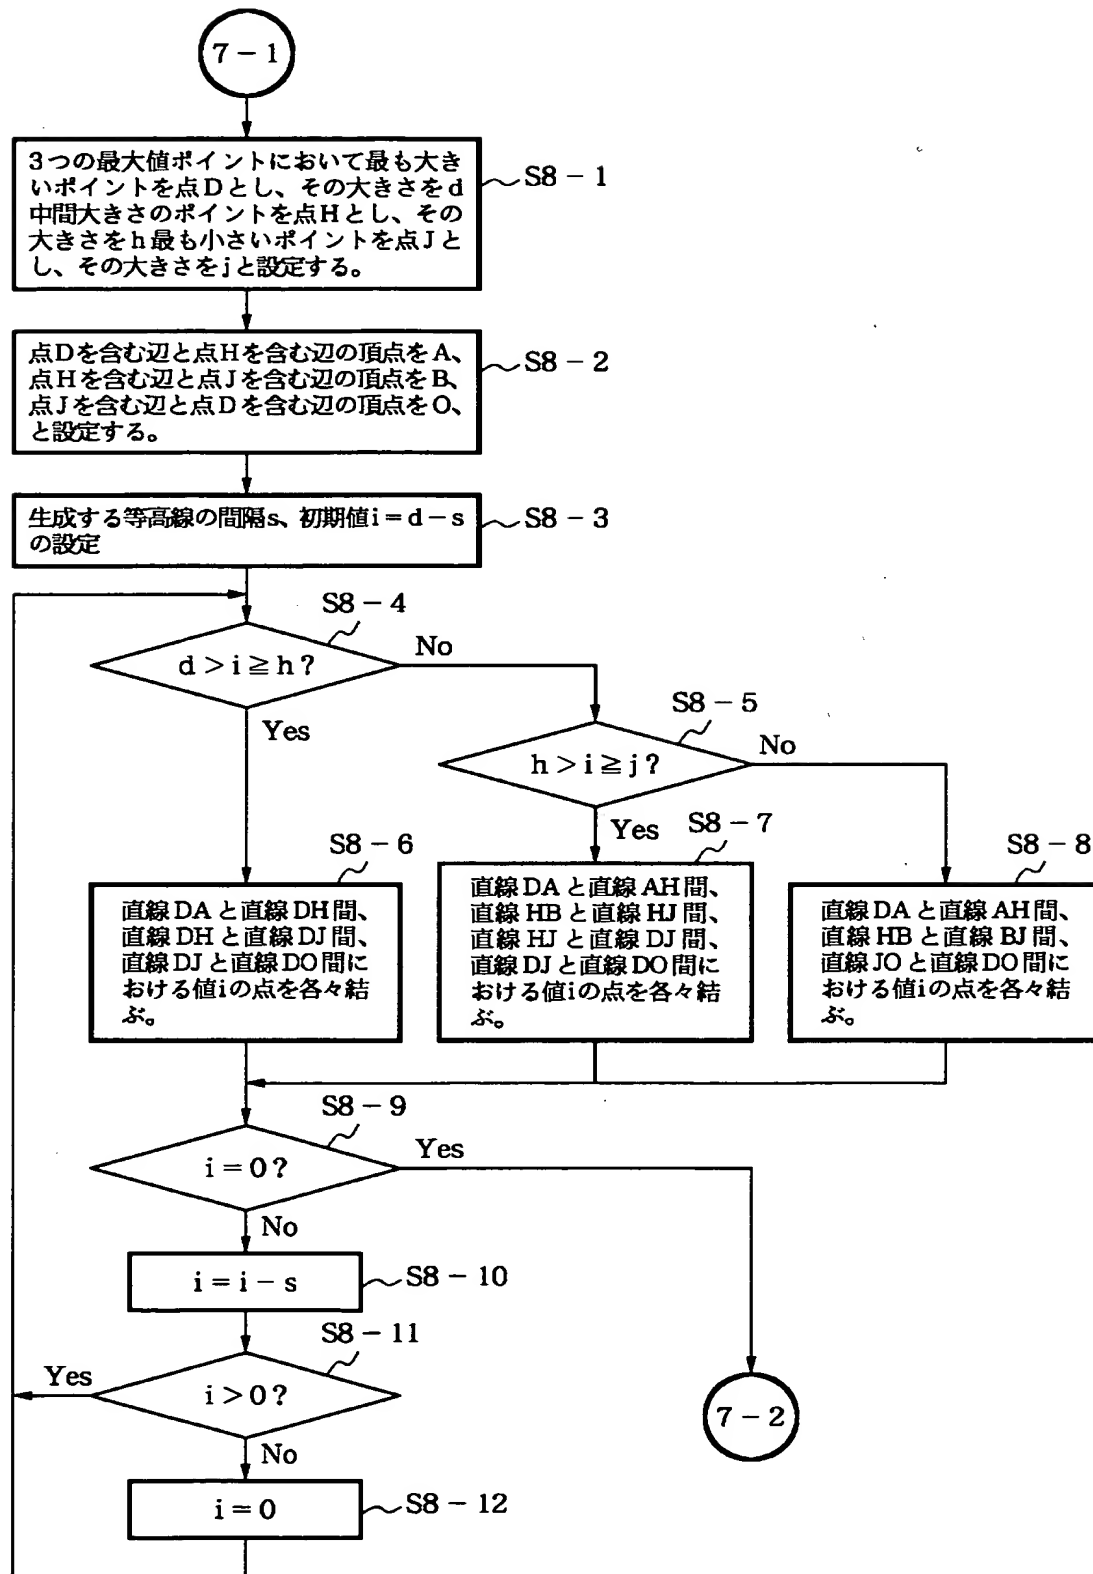 7-1
3つの最大値ポイントにおいて最も大き
いポイントを点Dとし、その大きさをd
中間大きさのポイントを点Hとし、その
大きさをh最も小さいポイントを点Jと
し、その大きさをjと設定する。
S8-1
点Dを含む辺と点Hを含む辺の頂点をA、
点Hを含む辺と点Jを含む辺の頂点をB、
点Jを含む辺と点Dを含む辺の頂点をO、
と設定する。
S8-2
生成する等高線の間隔s、初期値i=d-s
の設定
S8-3
S8-4
d>i≧h?
No
Yes
S8-5
h>i≧j?
No
Yes
S8-6
直線DAと直線DH間、
直線DHと直線DJ間、
直線DJと直線DO間に
おける値iの点を各々結
ぶ。
S8-7
直線DAと直線AH間、
直線HBと直線HJ間、
直線HJと直線DJ間、
直線DJと直線DO間に
おける値iの点を各々結
ぶ。
S8-8
直線DAと直線AH間、
直線HBと直線BJ間、
直線JOと直線DO間に
おける値iの点を各々結
ぶ。
S8-9
i=0?
Yes
No
i=i-s
S8-10
S8-11
i>0?
Yes
No
7-2
i=0
S8-12